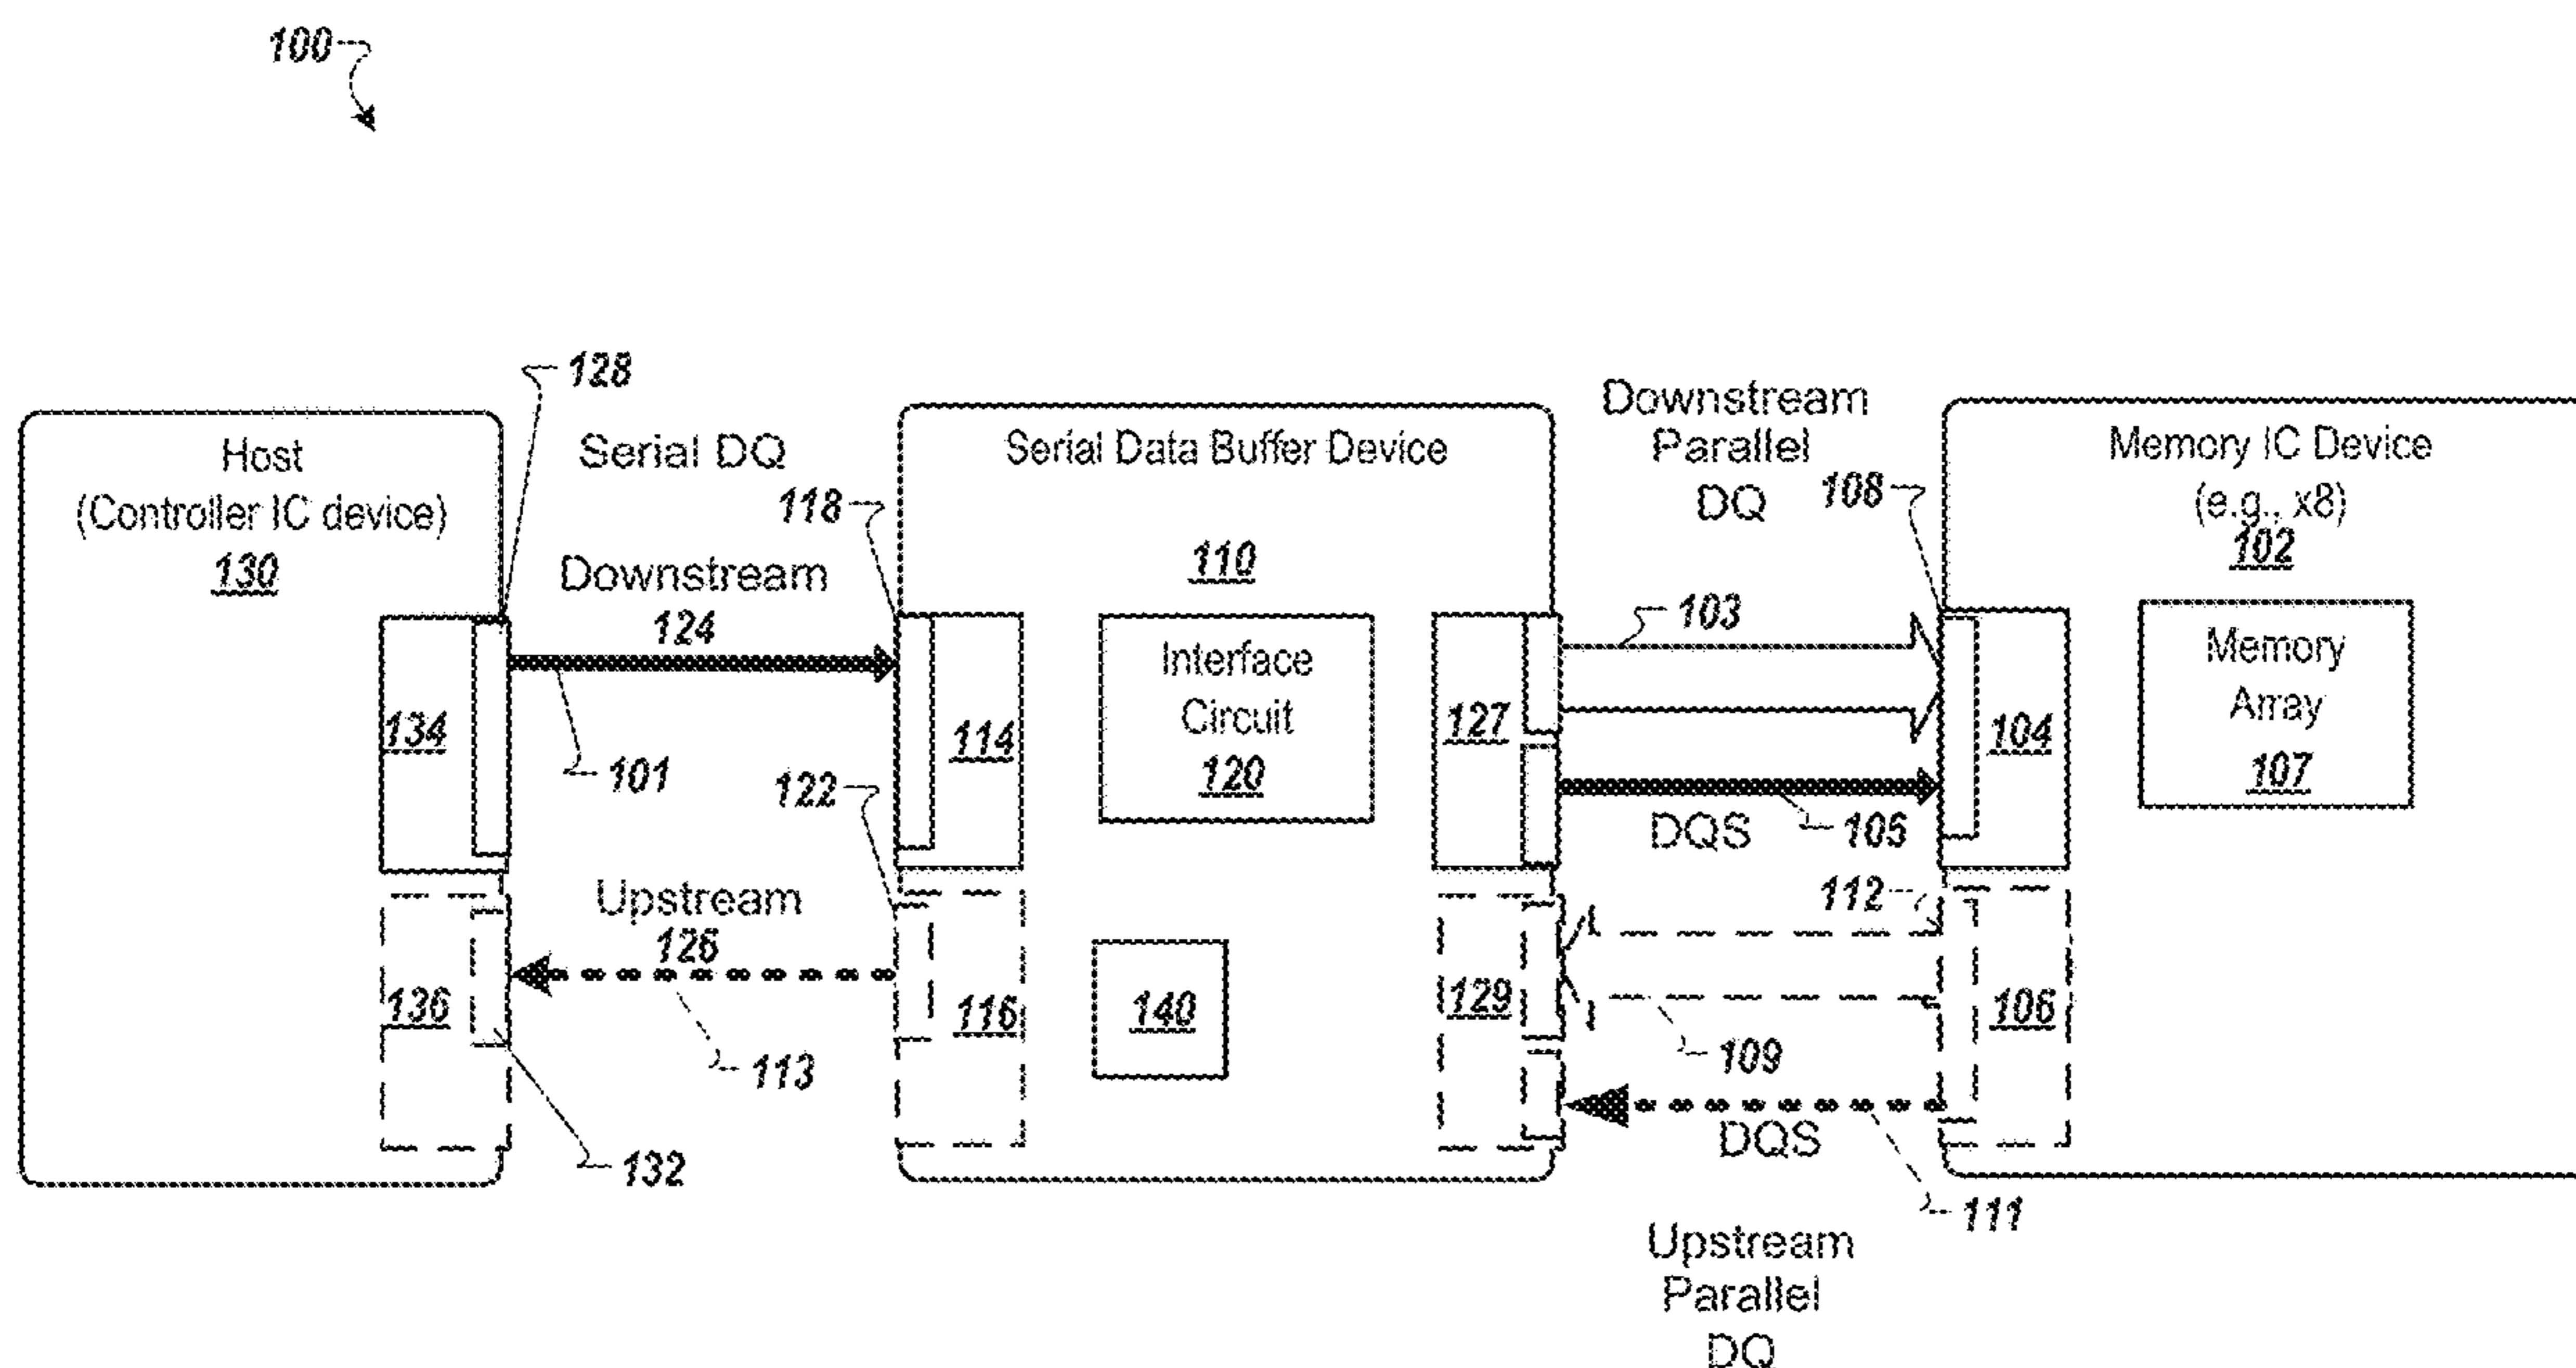 100
128
Host
(Controller IC device)
130
134
136
Serial DQ
Downstream
124
101
Upstream
126
113
132
118
122
Serial Data Buffer Device
110
114
116
Interface
Circuit
120
140
127
129
Downstream
Parallel
DQ
103
105
DQS
109
DQS
111
Upstream
Parallel
DQ
108
112
Memory IC Device
(e.g., x8)
102
104
106
Memory
Array
107